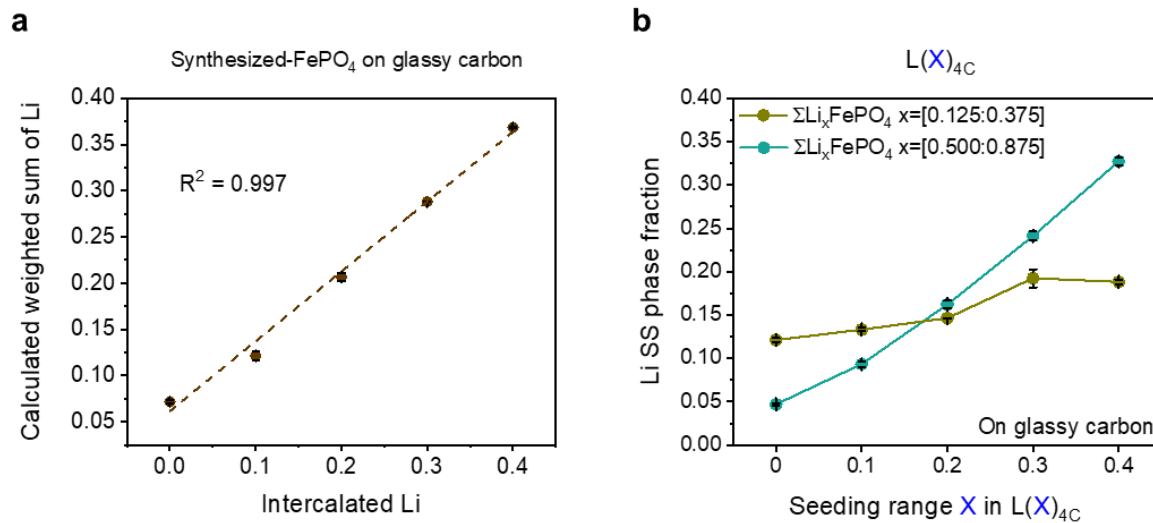 a
Synthesized-FePO₄ on glassy carbon
Calculated weighted sum of Li
0.40
0.35
0.30
0.25
0.20
0.15
0.10
0.05
R² = 0.997
0.0 0.1 0.2 0.3 0.4
Intercalated Li
b
L(X)₄C
Li SS phase fraction
0.40
0.35
0.30
0.25
0.20
0.15
0.10
0.05
0.00
ΣLiₓFePO₄ x=[0.125:0.375]
ΣLiₓFePO₄ x=[0.500:0.875]
On glassy carbon
0 0.1 0.2 0.3 0.4
Seeding range X in L(X)₄C